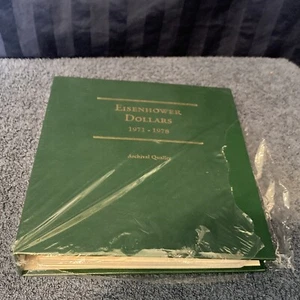 EISENHOWER
DOLLARS
1971-1978
Archival Quality